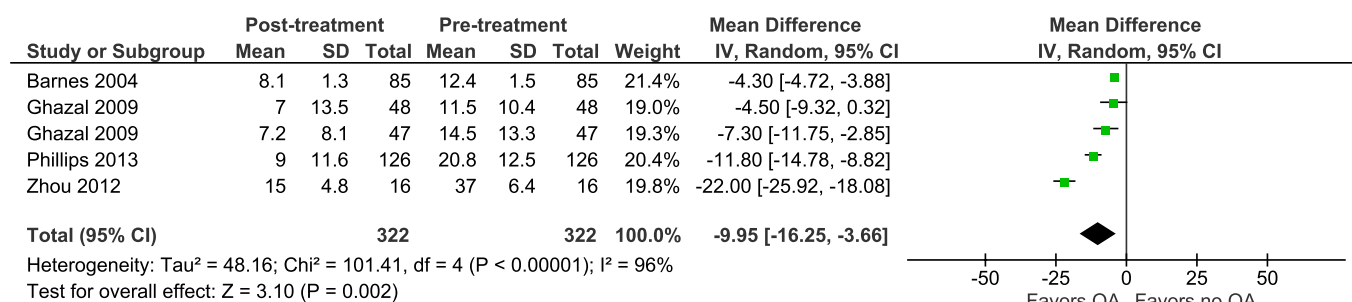 Post-treatment Pre-treatment Mean Difference Mean Difference
Study or Subgroup Mean SD Total Mean SD Total Weight IV, Random, 95% CI IV, Random, 95% CI
Barnes 2004 8.1 1.3 85 12.4 1.5 85 21.4% -4.30 [-4.72, -3.88]
Ghazal 2009 7 13.5 48 11.5 10.4 48 19.0% -4.50 [-9.32, 0.32]
Ghazal 2009 7.2 8.1 47 14.5 13.3 47 19.3% -7.30 [-11.75, -2.85]
Phillips 2013 9 11.6 126 20.8 12.5 126 20.4% -11.80 [-14.78, -8.82]
Zhou 2012 15 4.8 16 37 6.4 16 19.8% -22.00 [-25.92, -18.08]
Total (95% CI) 322 322 100.0% -9.95 [-16.25, -3.66]
Heterogeneity: Tau² = 48.16; Chi² = 101.41, df = 4 (P < 0.00001); I² = 96%
Test for overall effect: Z = 3.10 (P = 0.002)
-50 -25 0 25 50
Favors OA Favors no OA